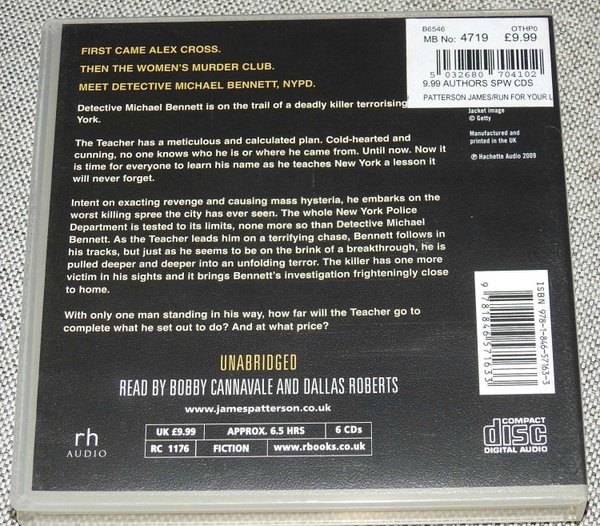 FIRST CAME ALEX CROSS.
THEN THE WOMEN'S MURDER CLUB.
MEET DETECTIVE MICHAEL BENNETT, NYPD.
B6546 OTHP0
MB No: 4719 £9.99
5 032680 704102
9.99 AUTHORS SPW CDS
PATTERSON JAMES/RUN FOR YOUR L
Jacket image
© Getty
Manufactured and
printed in the UK
℗ Hachette Audio 2009
Detective Michael Bennett is on the trail of a deadly killer terrorising
York.
The Teacher has a meticulous and calculated plan. Cold-hearted and
cunning, no one knows who he is or where he came from. Until now. Now it
is time for everyone to learn his name as he teaches New York a lesson it
will never forget.
Intent on exacting revenge and causing mass hysteria, he embarks on the
worst killing spree the city has ever seen. The whole New York Police
Department is tested to its limits, none more so than Detective Michael
Bennett. As the Teacher leads him on a terrifying chase, Bennett follows in
his tracks, but just as he seems to be on the brink of a breakthrough, he is
pulled deeper and deeper into an unfolding terror. The killer has one more
victim in his sights and it brings Bennett's investigation frighteningly close
to home.
With only one man standing in his way, how far will the Teacher go to
complete what he set out to do? And at what price?
ISBN 978-1-846-57163-3
9 781846 571633
UNABRIDGED
READ BY BOBBY CANNAVALE AND DALLAS ROBERTS
www.jamespatterson.co.uk
rh
AUDIO
UK £9.99 APPROX. 6.5 HRS 6 CDs
RC 1176 FICTION www.rbooks.co.uk
COMPACT
disc
DIGITAL AUDIO